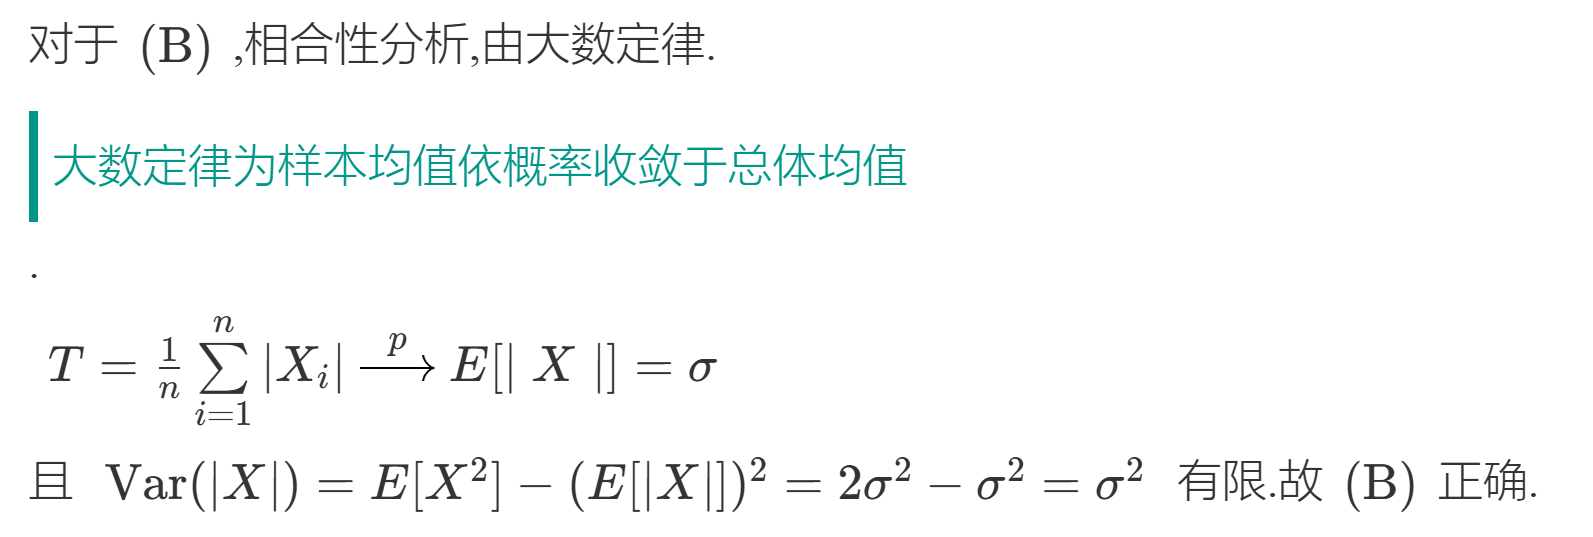 对于 (B) ,相合性分析,由大数定律.
大数定律为样本均值依概率收敛于总体均值
.
$T = \frac{1}{n} \sum_{i=1}^{n} |X_i| \xrightarrow{p} E[| X |] = \sigma$
且 $\mathrm{Var}(|X|) = E[X^2] - (E[|X|])^2 = 2\sigma^2 - \sigma^2 = \sigma^2$ 有限.故 (B) 正确.